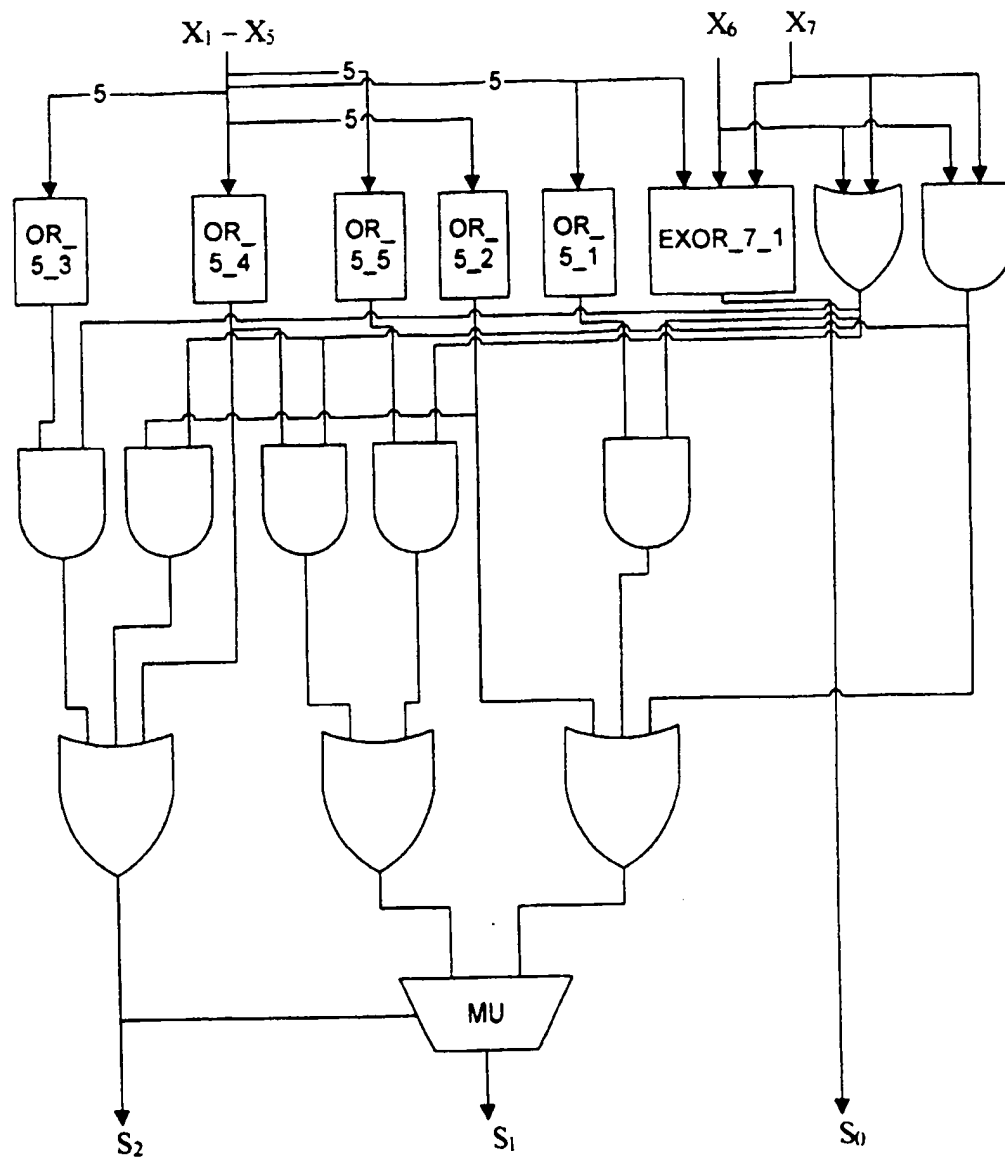 X₁ – X₅
X₆
X₇
5
5
5
5
OR_
5_3
OR_
5_4
OR_
5_5
OR_
5_2
OR_
5_1
EXOR_7_1
MU
S₂
S₁
S₀